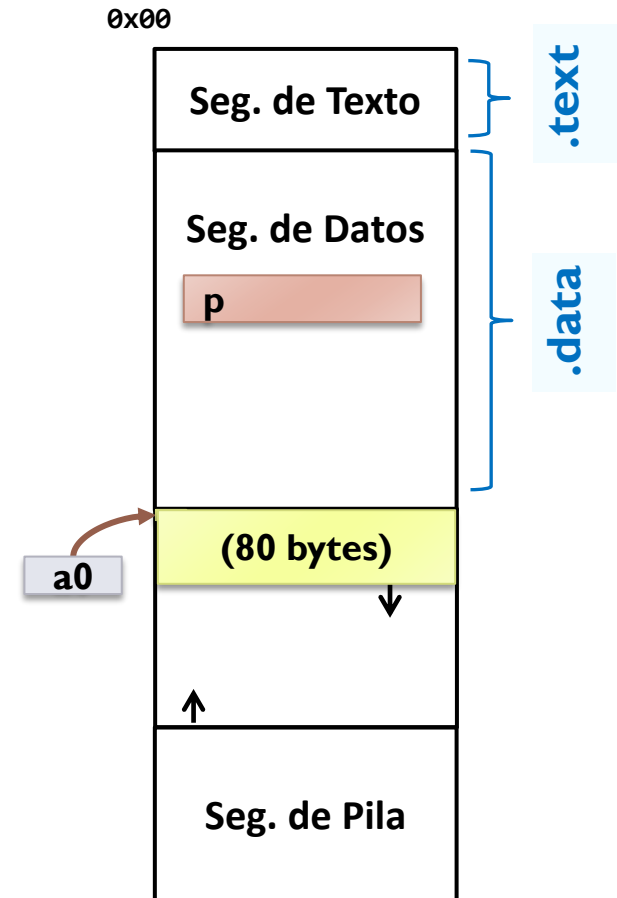 0x00
Seg. de Texto
.text
Seg. de Datos
p
.data
(80 bytes)
a0
Seg. de Pila